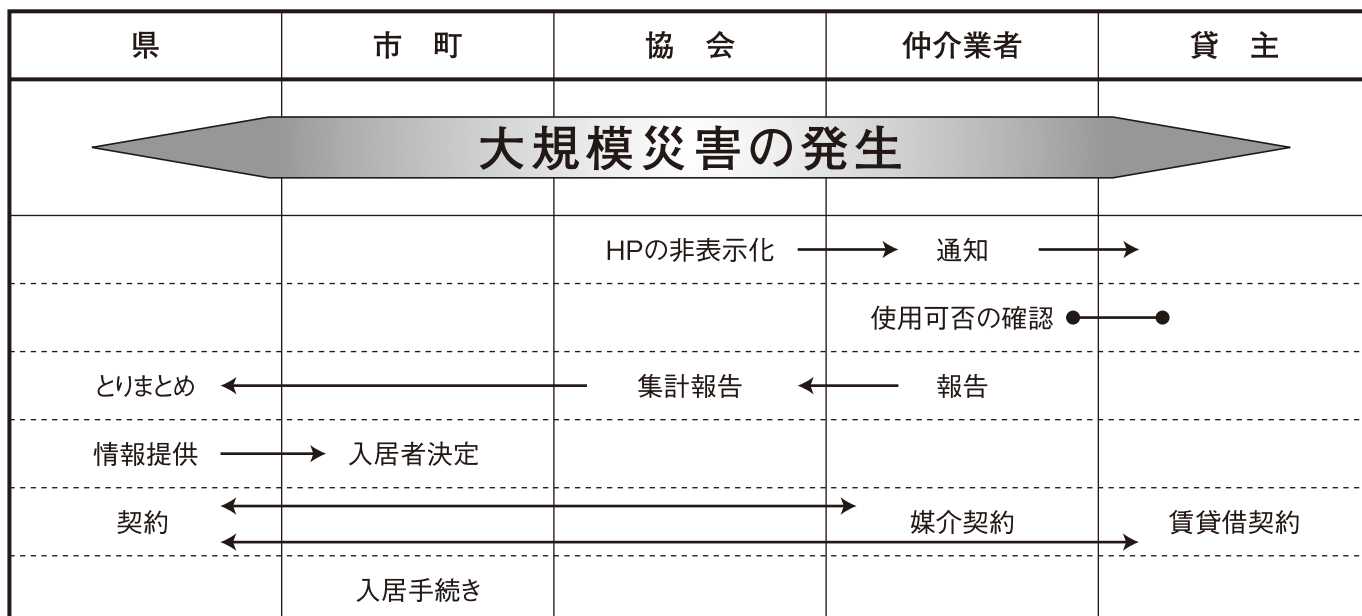 県 市 町 協 会 仲介業者 貸 主
大規模災害の発生
HPの非表示化 通知
使用可否の確認
とりまとめ 集計報告 報告
情報提供 入居者決定
契約 媒介契約 賃貸借契約
入居手続き